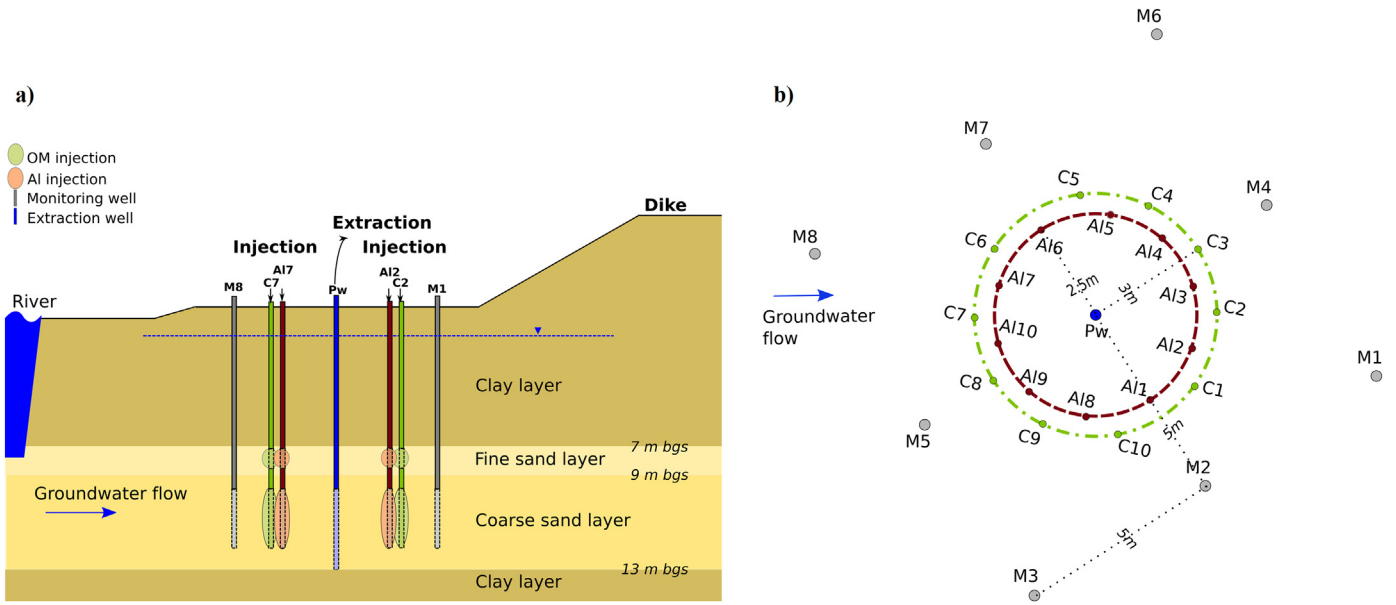 a)
OM injection
Al injection
Monitoring well
Extraction well
Dike
Extraction
Injection
Injection
Al7
Al2
M8
C7
Pw
C2
M1
River
Clay layer
7 m bgs
Fine sand layer
9 m bgs
Groundwater flow
Coarse sand layer
13 m bgs
Clay layer
b)
M6
M7
C5
C4
M4
Al5
C3
M8
C6
Al6
Al4
2.5m
3m
Al7
Al3
C2
Groundwater
flow
C7
Al10
Pw
Al2
M1
C8
Al9
Al8
Al1
C1
M5
C9
C10
5m
M2
5m
M3